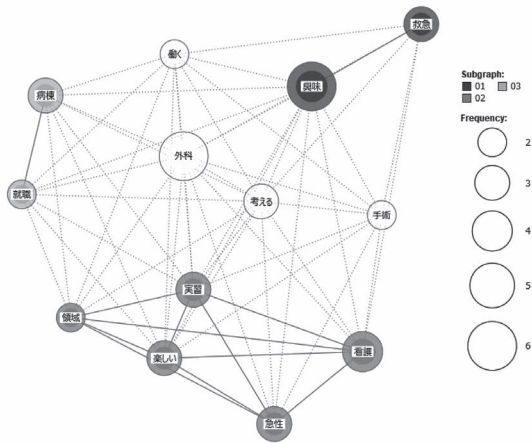 救急
働く
興味
病棟
外科
就職
考える
手術
実習
領域
楽しい
看護
急性
Subgraph:
01 03
02
Frequency:
2
3
4
5
6